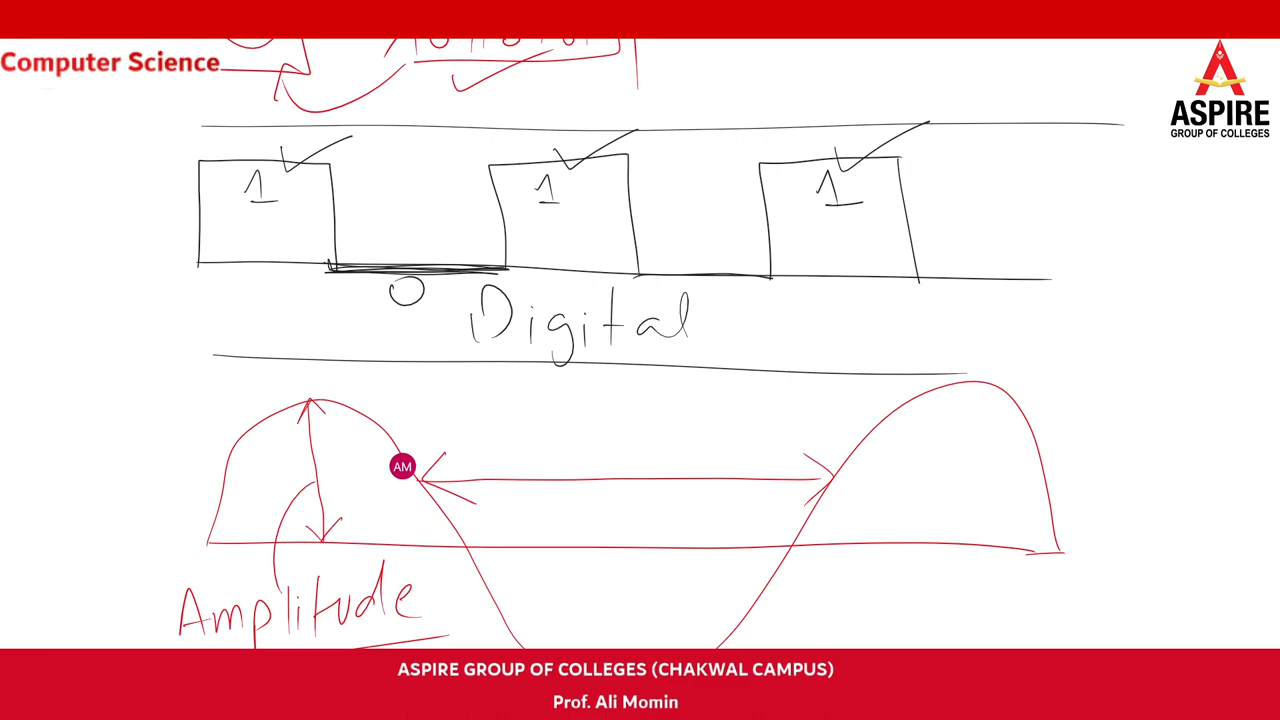 Computer Science
ASPIRE
GROUP OF COLLEGES
1 1 1
0
Digital
AM
Amplitude
ASPIRE GROUP OF COLLEGES (CHAKWAL CAMPUS)
Prof. Ali Momin